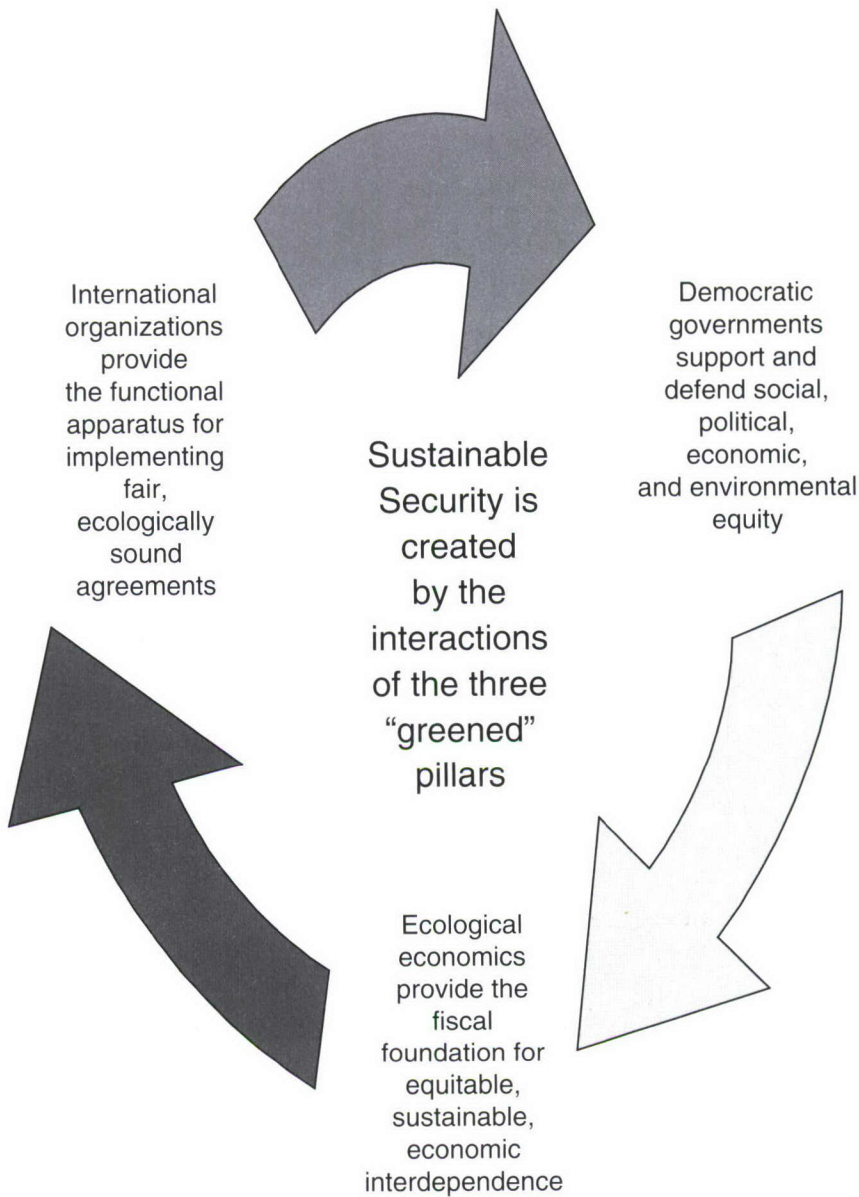 International
organizations
provide
the functional
apparatus for
implementing
fair,
ecologically
sound
agreements
Democratic
governments
support and
defend social,
political,
economic,
and environmental
equity
Sustainable
Security is
created
by the
interactions
of the three
“greened”
pillars
Ecological
economics
provide the
fiscal
foundation for
equitable,
sustainable,
economic
interdependence